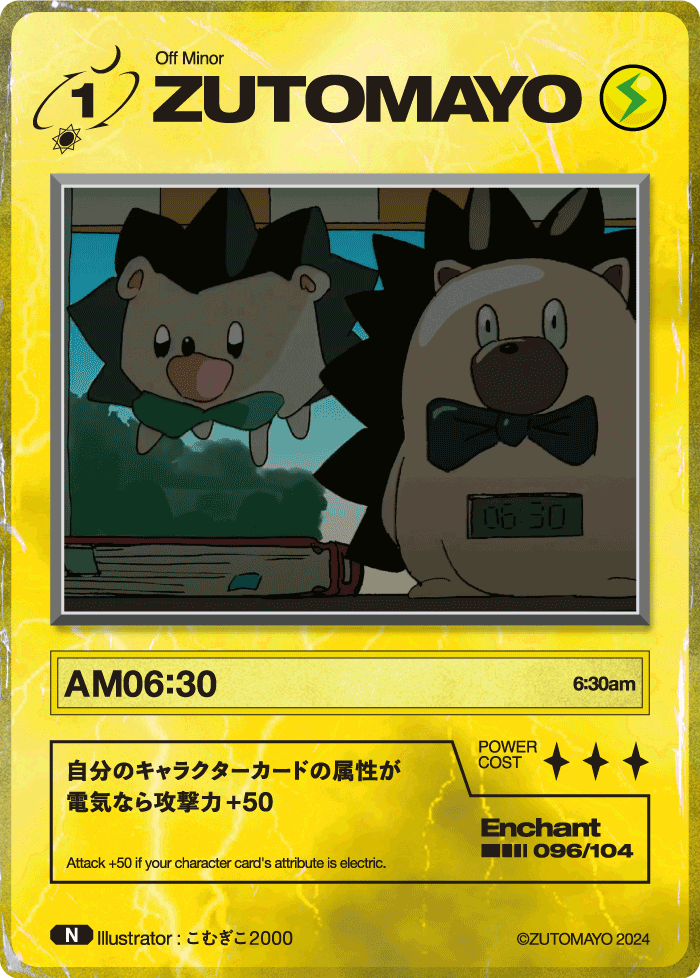 Off Minor
1 ZUTOMAYO
06:30
AM06:30
6:30am
自分のキャラクターカードの属性が
電気なら攻撃力+50
Attack +50 if your character card's attribute is electric.
POWER
COST
Enchant
096/104
N Illustrator : こむぎこ2000
©ZUTOMAYO 2024